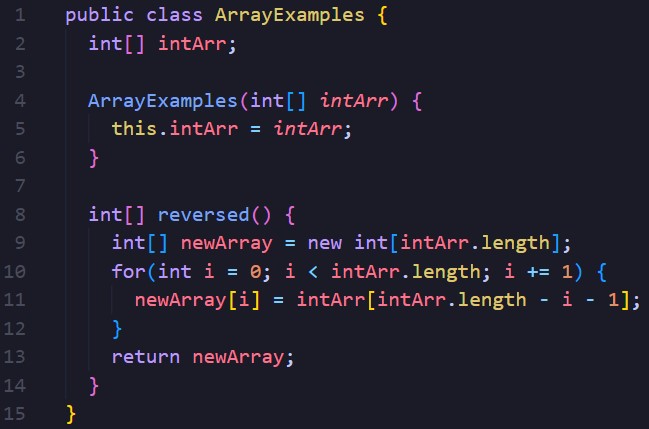 1 public class ArrayExamples {
2   int[] intArr;
3
4   ArrayExamples(int[] intArr) {
5     this.intArr = intArr;
6   }
7
8   int[] reversed() {
9     int[] newArray = new int[intArr.length];
10     for(int i = 0; i < intArr.length; i += 1) {
11       newArray[i] = intArr[intArr.length - i - 1];
12     }
13     return newArray;
14   }
15 }